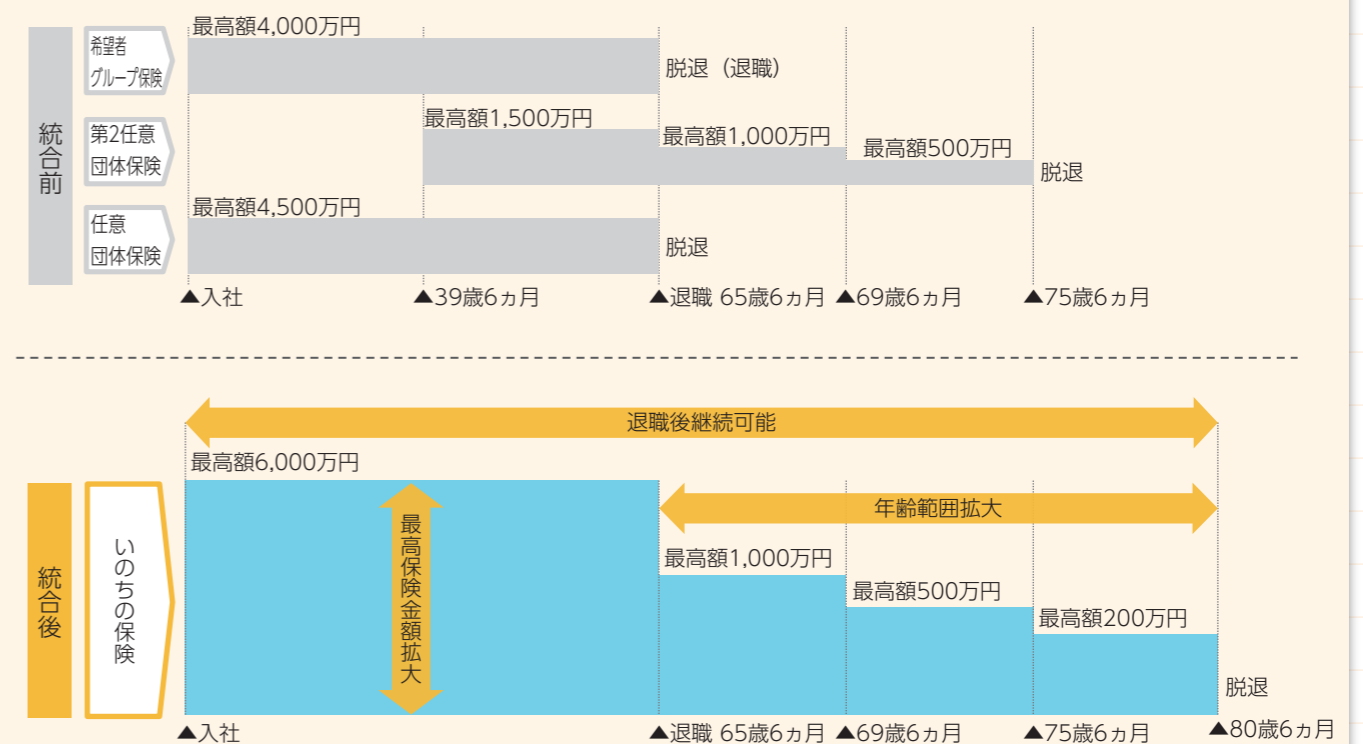 統合前
希望者
グループ保険
最高額4,000万円
脱退（退職）
第2任意
団体保険
最高額1,500万円
最高額1,000万円
最高額500万円
脱退
任意
団体保険
最高額4,500万円
脱退
▲入社
▲39歳6ヵ月
▲退職 65歳6ヵ月
▲69歳6ヵ月
▲75歳6ヵ月
退職後継続可能
統合後
いのちの保険
最高額6,000万円
最高保険金額拡大
年齢範囲拡大
最高額1,000万円
最高額500万円
最高額200万円
脱退
▲入社
▲退職 65歳6ヵ月
▲69歳6ヵ月
▲75歳6ヵ月
▲80歳6ヵ月